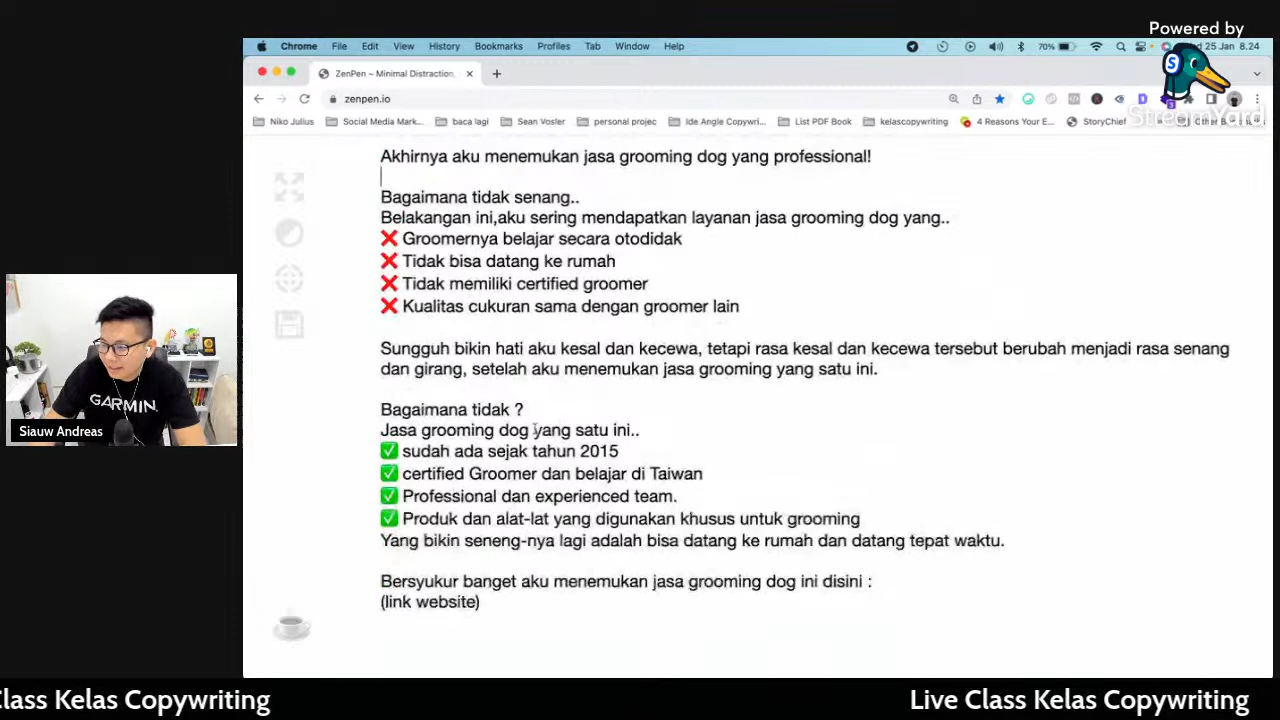 Powered by
StreamYard
Chrome File Edit View History Bookmarks Profiles Tab Window Help
70%
25 Jan 8.24
ZenPen ~ Minimal Distraction
zenpen.io
Niko Julius
Social Media Mark...
baca lagi
Sean Vosler
personal projec
Ide Angle Copywri...
List PDF Book
kelascopywriting
4 Reasons Your E...
StoryChief
Akhirnya aku menemukan jasa grooming dog yang professional!
Bagaimana tidak senang..
Belakangan ini,aku sering mendapatkan layanan jasa grooming dog yang..
❌ Groomernya belajar secara otodidak
❌ Tidak bisa datang ke rumah
❌ Tidak memiliki certified groomer
❌ Kualitas cukuran sama dengan groomer lain
Sungguh bikin hati aku kesal dan kecewa, tetapi rasa kesal dan kecewa tersebut berubah menjadi rasa senang
dan girang, setelah aku menemukan jasa grooming yang satu ini.
Bagaimana tidak ?
Jasa grooming dog yang satu ini..
✅ sudah ada sejak tahun 2015
✅ certified Groomer dan belajar di Taiwan
✅ Professional dan experienced team.
✅ Produk dan alat-lat yang digunakan khusus untuk grooming
Yang bikin seneng-nya lagi adalah bisa datang ke rumah dan datang tepat waktu.
Bersyukur banget aku menemukan jasa grooming dog ini disini :
(link website)
GARMIN
Siauw Andreas
Class Kelas Copywriting
Live Class Kelas Copywriting